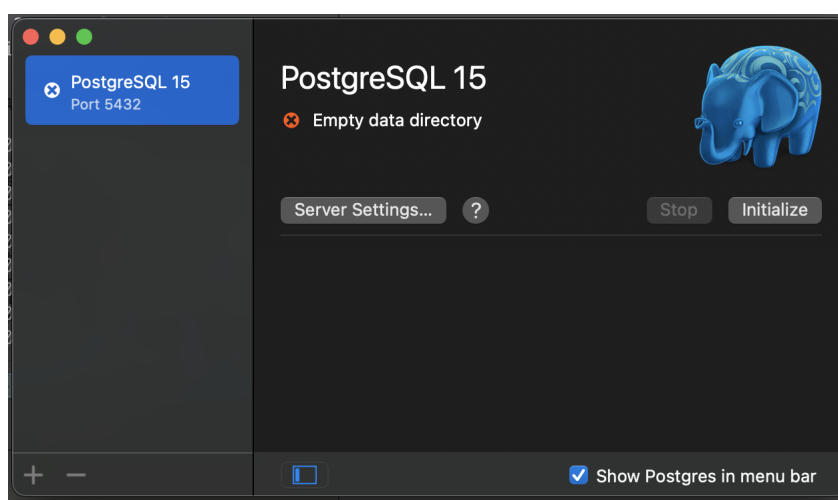 PostgreSQL 15
Port 5432
PostgreSQL 15
Empty data directory
Server Settings... ? Stop Initialize
Show Postgres in menu bar